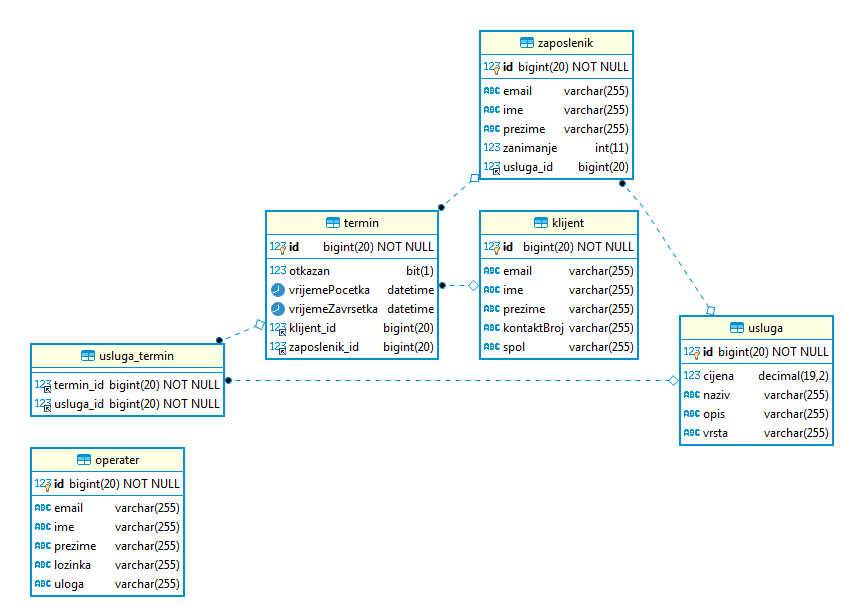 zaposlenik
123 id bigint(20) NOT NULL
ABC email varchar(255)
ABC ime varchar(255)
ABC prezime varchar(255)
123 zanimanje int(11)
123 usluga_id bigint(20)
termin
123 id bigint(20) NOT NULL
123 otkazan bit(1)
vrijemePocetka datetime
vrijemeZavrsetka datetime
123 klijent_id bigint(20)
123 zaposlenik_id bigint(20)
klijent
123 id bigint(20) NOT NULL
ABC email varchar(255)
ABC ime varchar(255)
ABC prezime varchar(255)
ABC kontaktBroj varchar(255)
ABC spol varchar(255)
usluga
123 id bigint(20) NOT NULL
123 cijena decimal(19,2)
ABC naziv varchar(255)
ABC opis varchar(255)
ABC vrsta varchar(255)
usluga_termin
123 termin_id bigint(20) NOT NULL
123 usluga_id bigint(20) NOT NULL
operater
123 id bigint(20) NOT NULL
ABC email varchar(255)
ABC ime varchar(255)
ABC prezime varchar(255)
ABC lozinka varchar(255)
ABC uloga varchar(255)